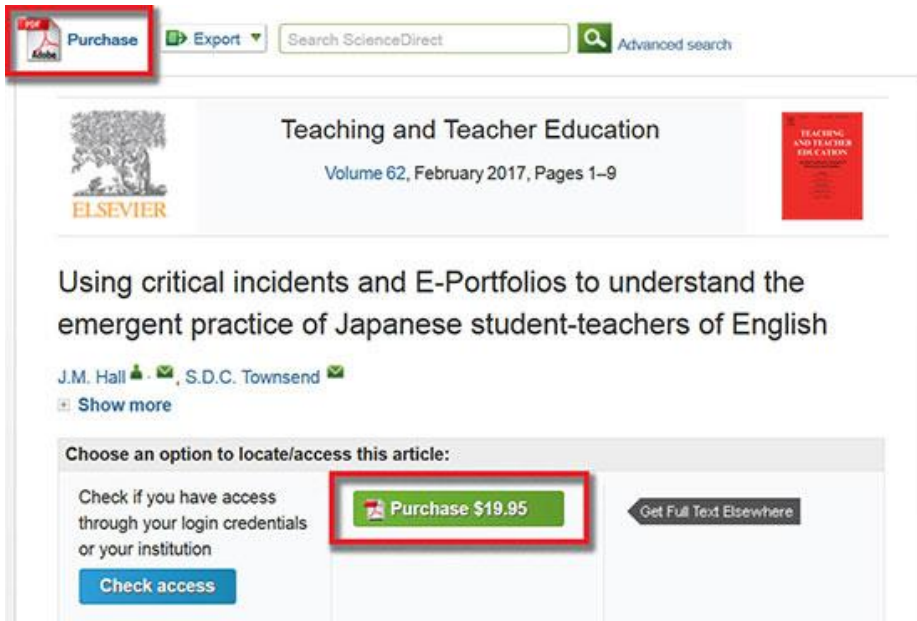 PDF
Adobe
Purchase
Export
Search ScienceDirect
Advanced search
ELSEVIER
Teaching and Teacher Education
Volume 62, February 2017, Pages 1–9
TEACHING
AND TEACHER
EDUCATION
Using critical incidents and E-Portfolios to understand the
emergent practice of Japanese student-teachers of English
J.M. Hall , S.D.C. Townsend
Show more
Choose an option to locate/access this article:
Check if you have access
through your login credentials
or your institution
Check access
Purchase $19.95
Get Full Text Elsewhere